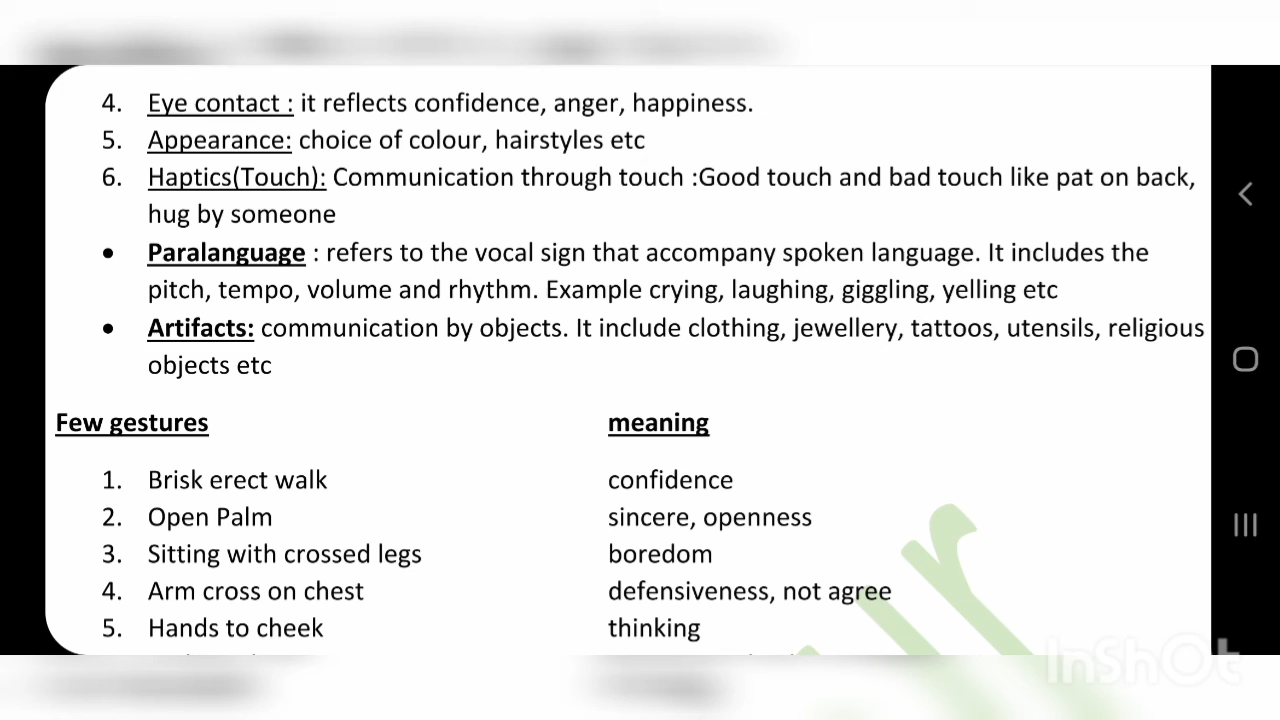 4. Eye contact : it reflects confidence, anger, happiness.
5. Appearance: choice of colour, hairstyles etc
6. Haptics(Touch): Communication through touch :Good touch and bad touch like pat on back,
hug by someone
• Paralanguage : refers to the vocal sign that accompany spoken language. It includes the
pitch, tempo, volume and rhythm. Example crying, laughing, giggling, yelling etc
• Artifacts: communication by objects. It include clothing, jewellery, tattoos, utensils, religious
objects etc
Few gestures meaning
1. Brisk erect walk confidence
2. Open Palm sincere, openness
3. Sitting with crossed legs boredom
4. Arm cross on chest defensiveness, not agree
5. Hands to cheek thinking
InShOt